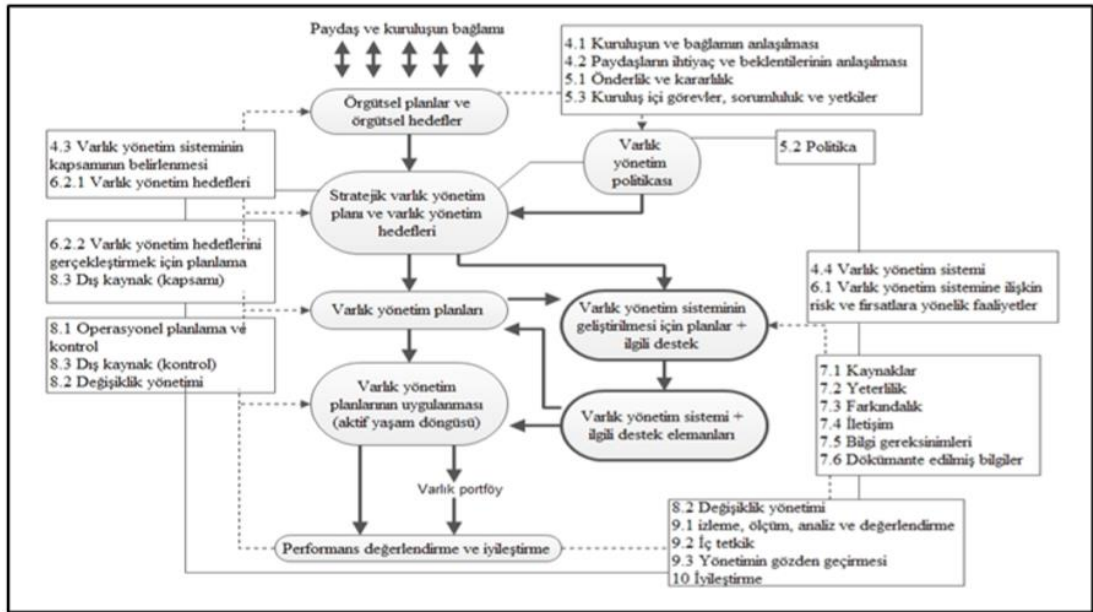 Paydaş ve kuruluşun bağlamı
4.1 Kuruluşun ve bağlamın anlaşılması
4.2 Paydaşların ihtiyaç ve beklentilerinin anlaşılması
5.1 Önderlik ve kararlılık
5.3 Kuruluş içi görevler, sorumluluk ve yetkiler
Örgütsel planlar ve
örgütsel hedefler
4.3 Varlık yönetim sisteminin
kapsamının belirlenmesi
6.2.1 Varlık yönetim hedefleri
Varlık
yönetim
politikası
5.2 Politika
Stratejik varlık yönetim
planı ve varlık yönetim
hedefleri
6.2.2 Varlık yönetim hedeflerini
gerçekleştirmek için planlama
8.3 Dış kaynak (kapsamı)
4.4 Varlık yönetim sistemi
6.1 Varlık yönetim sistemine ilişkin
risk ve fırsatlara yönelik faaliyetler
Varlık yönetim planları
Varlık yönetim sisteminin
geliştirilmesi için planlar +
ilgili destek
8.1 Operasyonel planlama ve
kontrol
8.3 Dış kaynak (kontrol)
8.2 Değişiklik yönetimi
7.1 Kaynaklar
7.2 Yeterlilik
7.3 Farkındalık
7.4 İletişim
7.5 Bilgi gereksinimleri
7.6 Dökümante edilmiş bilgiler
Varlık yönetim
planlarının uygulanması
(aktif yaşam döngüsü)
Varlık yönetim sistemi +
ilgili destek elemanları
Varlık portföy
8.2 Değişiklik yönetimi
9.1 izleme, ölçüm, analiz ve değerlendirme
9.2 İç tetkik
9.3 Yönetimin gözden geçirmesi
10 İyileştirme
Performans değerlendirme ve iyileştirme